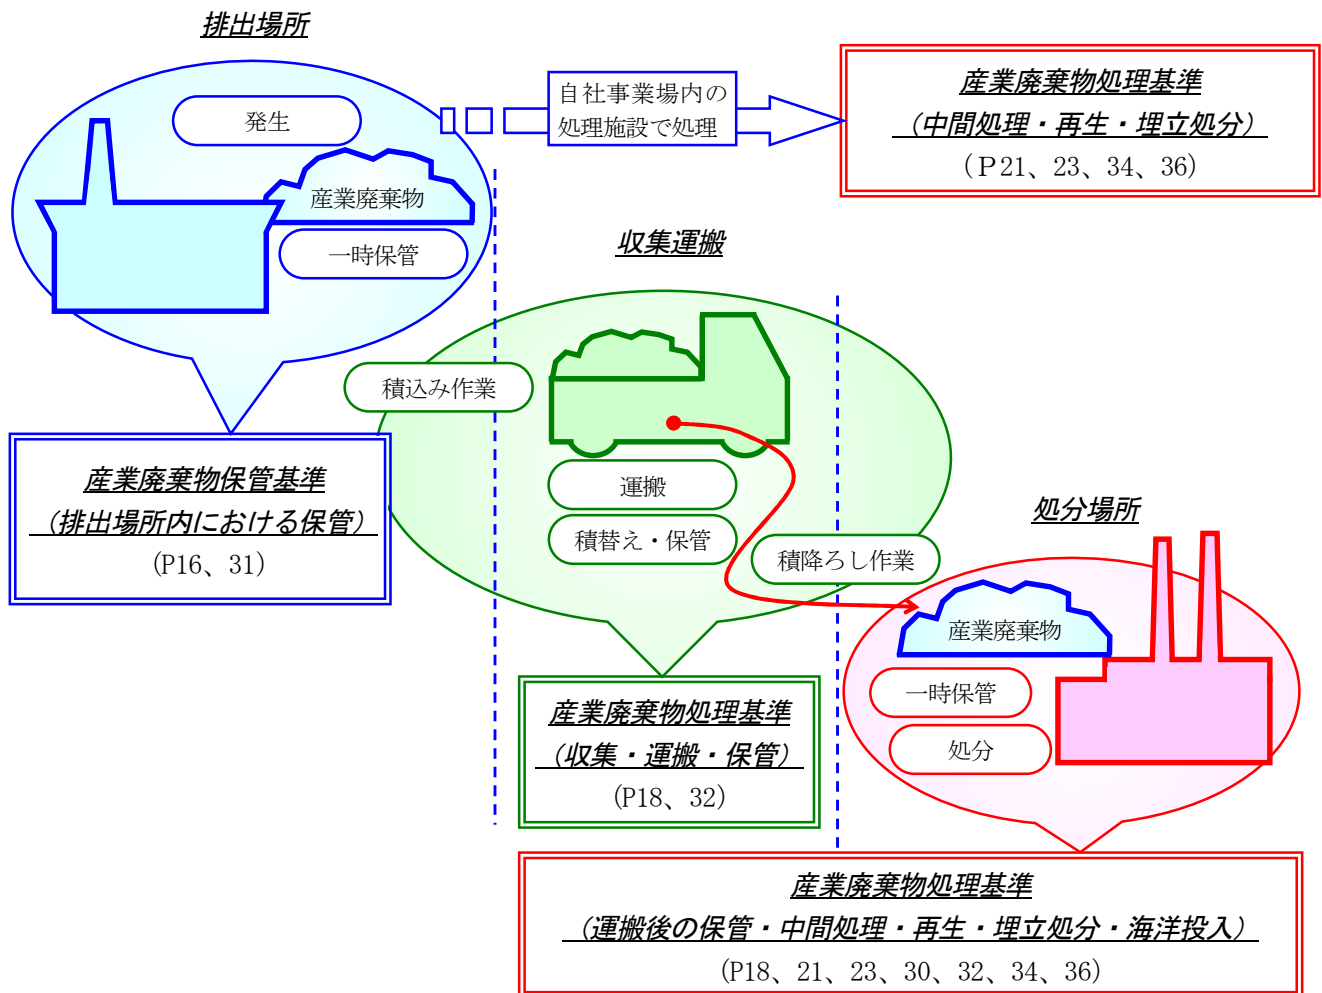 排出場所
発生
産業廃棄物
一時保管
自社事業場内の
処理施設で処理
産業廃棄物処理基準
（中間処理・再生・埋立処分）
（Ｐ21、23、34、36）
収集運搬
積込み作業
運搬
積替え・保管
積降ろし作業
産業廃棄物保管基準
（排出場所内における保管）
（P16、31）
処分場所
産業廃棄物
一時保管
処分
産業廃棄物処理基準
（収集・運搬・保管）
（P18、32）
産業廃棄物処理基準
（運搬後の保管・中間処理・再生・埋立処分・海洋投入）
（P18、21、23、30、32、34、36）